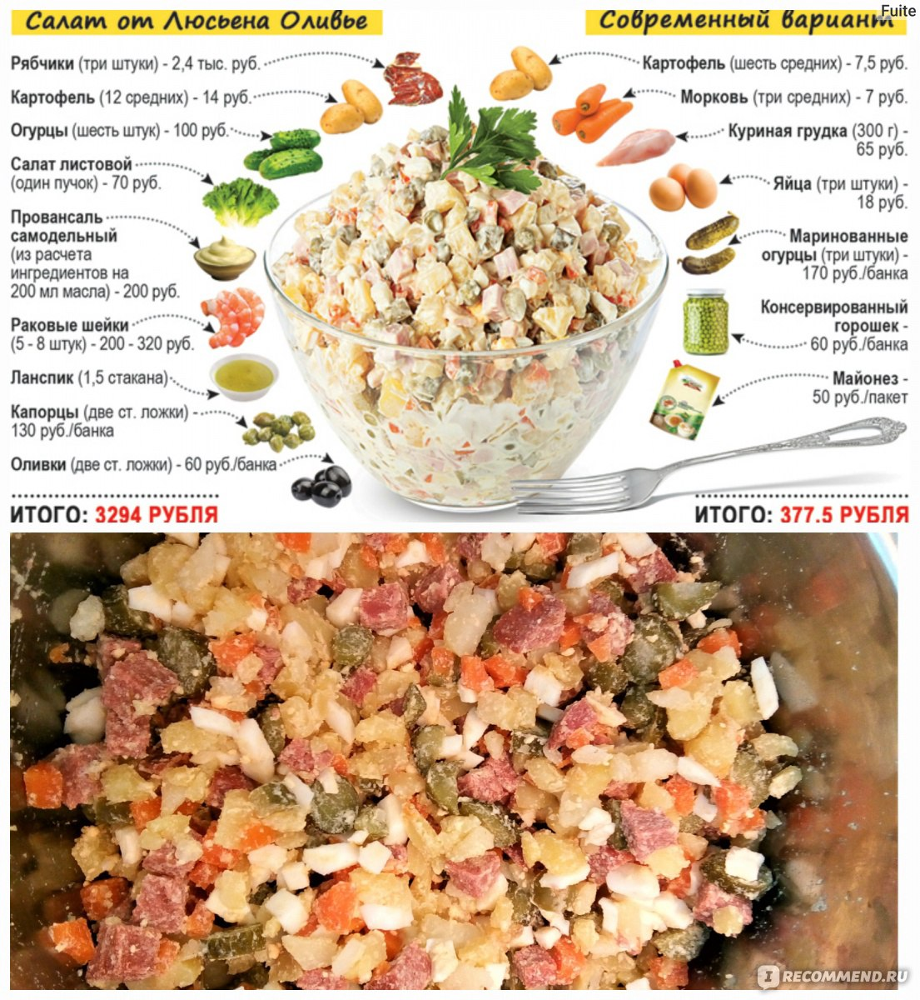 Fuite
Салат от Люсьена Оливье
Рябчики (три штуки) - 2,4 тыс. руб.
Картофель (12 средних) - 14 руб.
Огурцы (шесть штук) - 100 руб.
Салат листовой
(один пучок) - 70 руб.
Провансаль
самодельный
(из расчета
ингредиентов на
200 мл масла) - 200 руб.
Раковые шейки
(5 - 8 штук) - 200 - 320 руб.
Ланспик (1,5 стакана)
Каporцы (две ст. ложки) -
130 руб./банка
Оливки (две ст. ложки) - 60 руб./банка
ИТОГО: 3294 РУБЛЯ
Современный вариант
Картофель (шесть средних) - 7,5 руб.
Морковь (три средних) - 7 руб.
Куриная грудка (300 г) -
65 руб.
Яйца (три штуки) -
18 руб.
Маринованные
огурцы (три штуки) -
170 руб./банка
Консервированный
горошек -
60 руб./банка
Майонез -
50 руб./пакет
ИТОГО: 377.5 РУБЛЯ
I RECOMMEND.RU